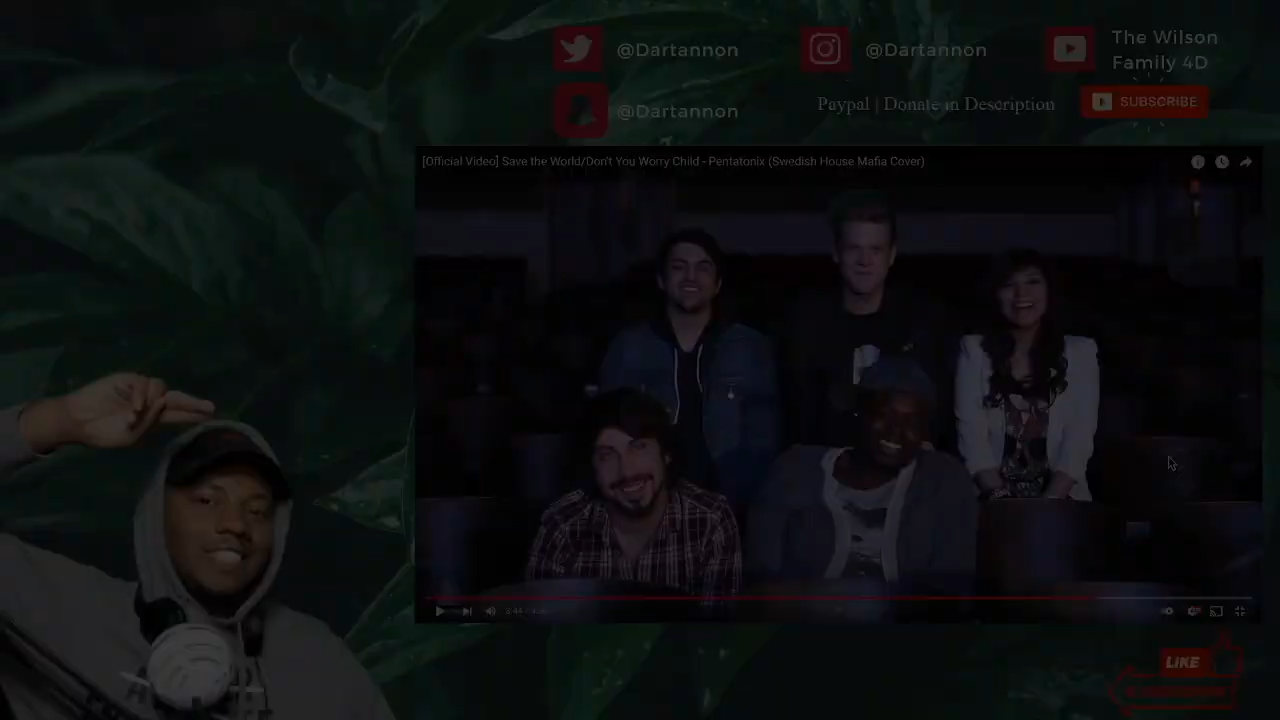 @Dartannon
@Dartannon
The Wilson
Family 4D
@Dartannon
Paypal | Donate in Description
SUBSCRIBE
[Official Video] Save the World/Don't You Worry Child - Pentatonix (Swedish House Mafia Cover)
LIKE